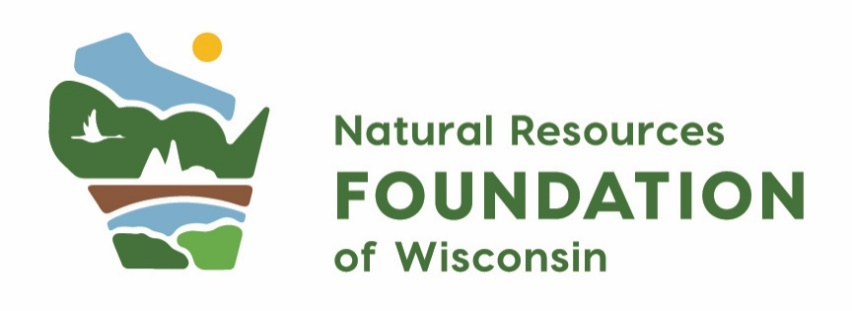 Natural Resources
FOUNDATION
of Wisconsin